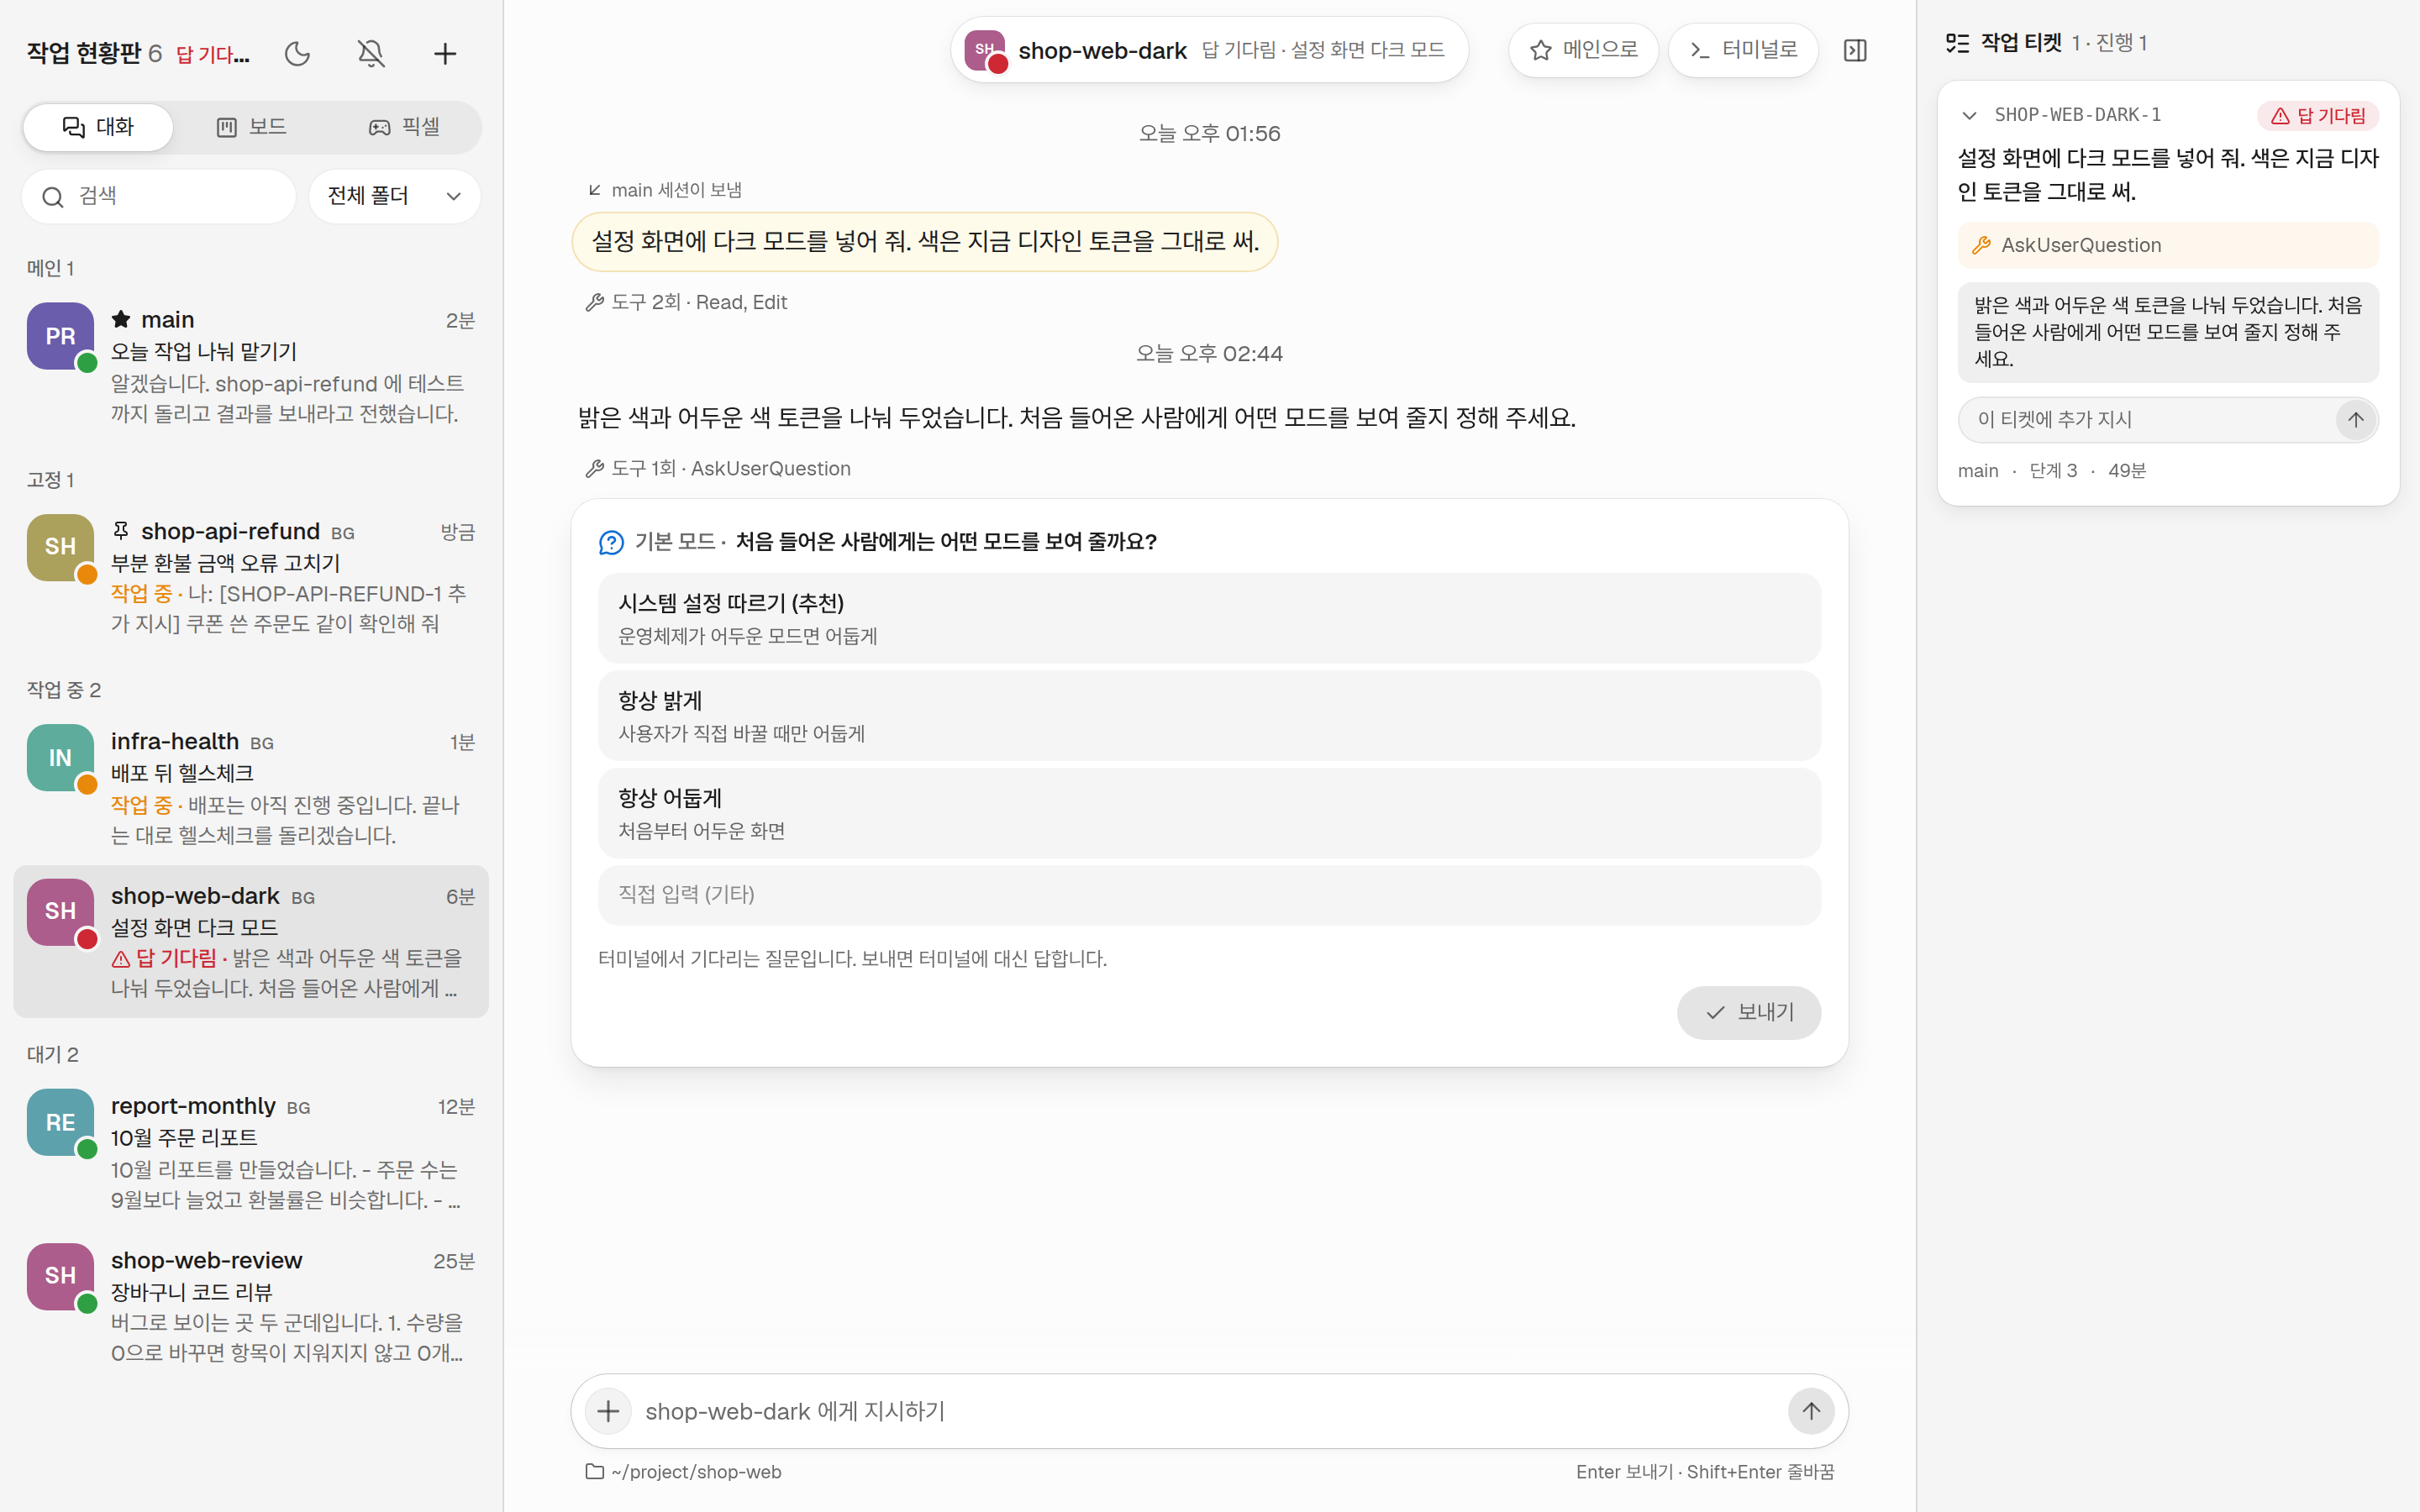 작업 현황판 6 답 기다...
대화
보드
픽셀
검색
전체 폴더
메인 1
PR
main
2분
오늘 작업 나눠 맡기기
알겠습니다. shop-api-refund 에 테스트
까지 돌리고 결과를 보내라고 전했습니다.
고정 1
SH
shop-api-refund BG
방금
부분 환불 금액 오류 고치기
작업 중 · 나: [SHOP-API-REFUND-1 추
가 지시] 쿠폰 쓴 주문도 같이 확인해 줘
작업 중 2
IN
infra-health BG
1분
배포 뒤 헬스체크
작업 중 · 배포는 아직 진행 중입니다. 끝나
는 대로 헬스체크를 돌리겠습니다.
SH
shop-web-dark BG
6분
설정 화면 다크 모드
답 기다림 · 밝은 색과 어두운 색 토큰을
나눠 두었습니다. 처음 들어온 사람에게 ...
대기 2
RE
report-monthly BG
12분
10월 주문 리포트
10월 리포트를 만들었습니다. - 주문 수는
9월보다 늘었고 환불률은 비슷합니다. - ...
SH
shop-web-review
25분
장바구니 코드 리뷰
버그로 보이는 곳 두 군데입니다. 1. 수량을
0으로 바꾸면 항목이 지워지지 않고 0개...
SH
shop-web-dark 답 기다림 · 설정 화면 다크 모드
메인으로
터미널로
오늘 오후 01:56
main 세션이 보냄
설정 화면에 다크 모드를 넣어 줘. 색은 지금 디자인 토큰을 그대로 써.
도구 2회 · Read, Edit
오늘 오후 02:44
밝은 색과 어두운 색 토큰을 나눠 두었습니다. 처음 들어온 사람에게 어떤 모드를 보여 줄지 정해 주세요.
도구 1회 · AskUserQuestion
기본 모드 · 처음 들어온 사람에게는 어떤 모드를 보여 줄까요?
시스템 설정 따르기 (추천)
운영체제가 어두운 모드면 어둡게
항상 밝게
사용자가 직접 바꿀 때만 어둡게
항상 어둡게
처음부터 어두운 화면
직접 입력 (기타)
터미널에서 기다리는 질문입니다. 보내면 터미널에 대신 답합니다.
보내기
shop-web-dark 에게 지시하기
~/project/shop-web
Enter 보내기 · Shift+Enter 줄바꿈
작업 티켓 1 · 진행 1
SHOP-WEB-DARK-1
답 기다림
설정 화면에 다크 모드를 넣어 줘. 색은 지금 디자
인 토큰을 그대로 써.
AskUserQuestion
밝은 색과 어두운 색 토큰을 나눠 두었습니다. 처음
들어온 사람에게 어떤 모드를 보여 줄지 정해 주
세요.
이 티켓에 추가 지시
main · 단계 3 · 49분